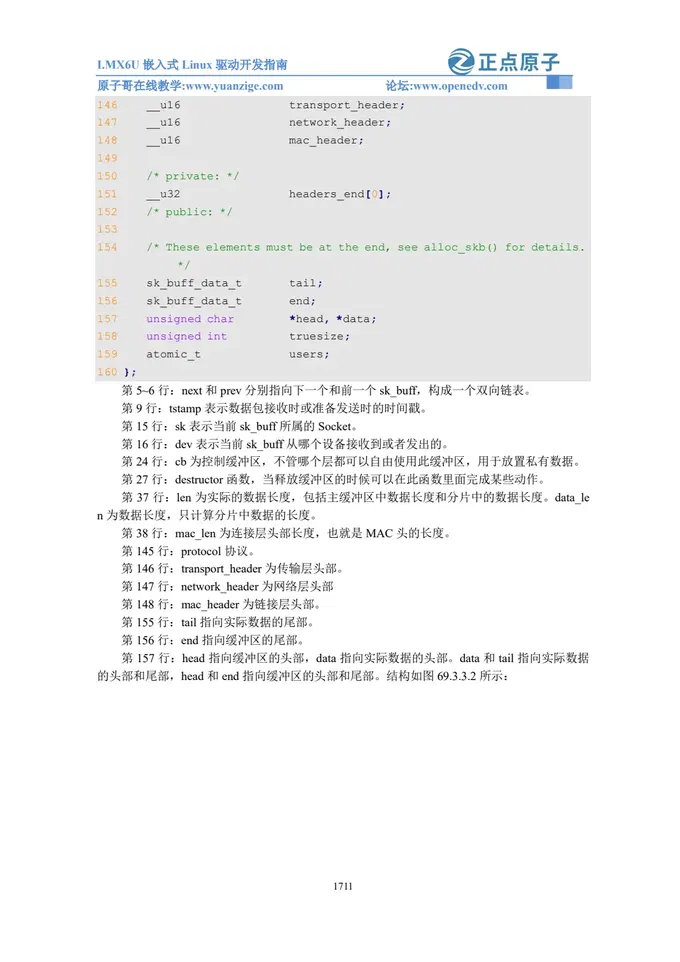 I.MX6U 嵌入式 Linux 驱动开发指南
正点原子
原子哥在线教学:www.yuanzige.com 论坛:www.openedv.com
146 __u16 transport_header;
147 __u16 network_header;
148 __u16 mac_header;
149
150 /* private: */
151 __u32 headers_end[0];
152 /* public: */
153
154 /* These elements must be at the end, see alloc_skb() for details.
*/
155 sk_buff_data_t tail;
156 sk_buff_data_t end;
157 unsigned char *head, *data;
158 unsigned int truesize;
159 atomic_t users;
160 };
第 5~6 行：next 和 prev 分别指向下一个和前一个 sk_buff，构成一个双向链表。
第 9 行：tstamp 表示数据包接收时或准备发送时的时间戳。
第 15 行：sk 表示当前 sk_buff 所属的 Socket。
第 16 行：dev 表示当前 sk_buff 从哪个设备接收到或者发出的。
第 24 行：cb 为控制缓冲区，不管哪个层都可以自由使用此缓冲区，用于放置私有数据。
第 27 行：destructor 函数，当释放缓冲区的时候可以在此函数里面完成某些动作。
第 37 行：len 为实际的数据长度，包括主缓冲区中数据长度和分片中的数据长度。data_le
n 为数据长度，只计算分片中数据的长度。
第 38 行：mac_len 为连接层头部长度，也就是 MAC 头的长度。
第 145 行：protocol 协议。
第 146 行：transport_header 为传输层头部。
第 147 行：network_header 为网络层头部
第 148 行：mac_header 为链接层头部。
第 155 行：tail 指向实际数据的尾部。
第 156 行：end 指向缓冲区的尾部。
第 157 行：head 指向缓冲区的头部，data 指向实际数据的头部。data 和 tail 指向实际数据
的头部和尾部，head 和 end 指向缓冲区的头部和尾部。结构如图 69.3.3.2 所示：
1711